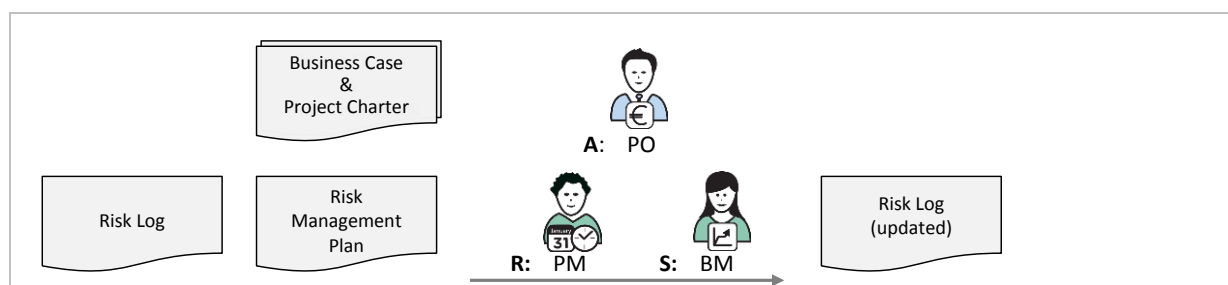 Business Case
&
Project Charter
€
A: PO
Risk Log
Risk
Management
Plan
January
31
R: PM
S: BM
Risk Log
(updated)